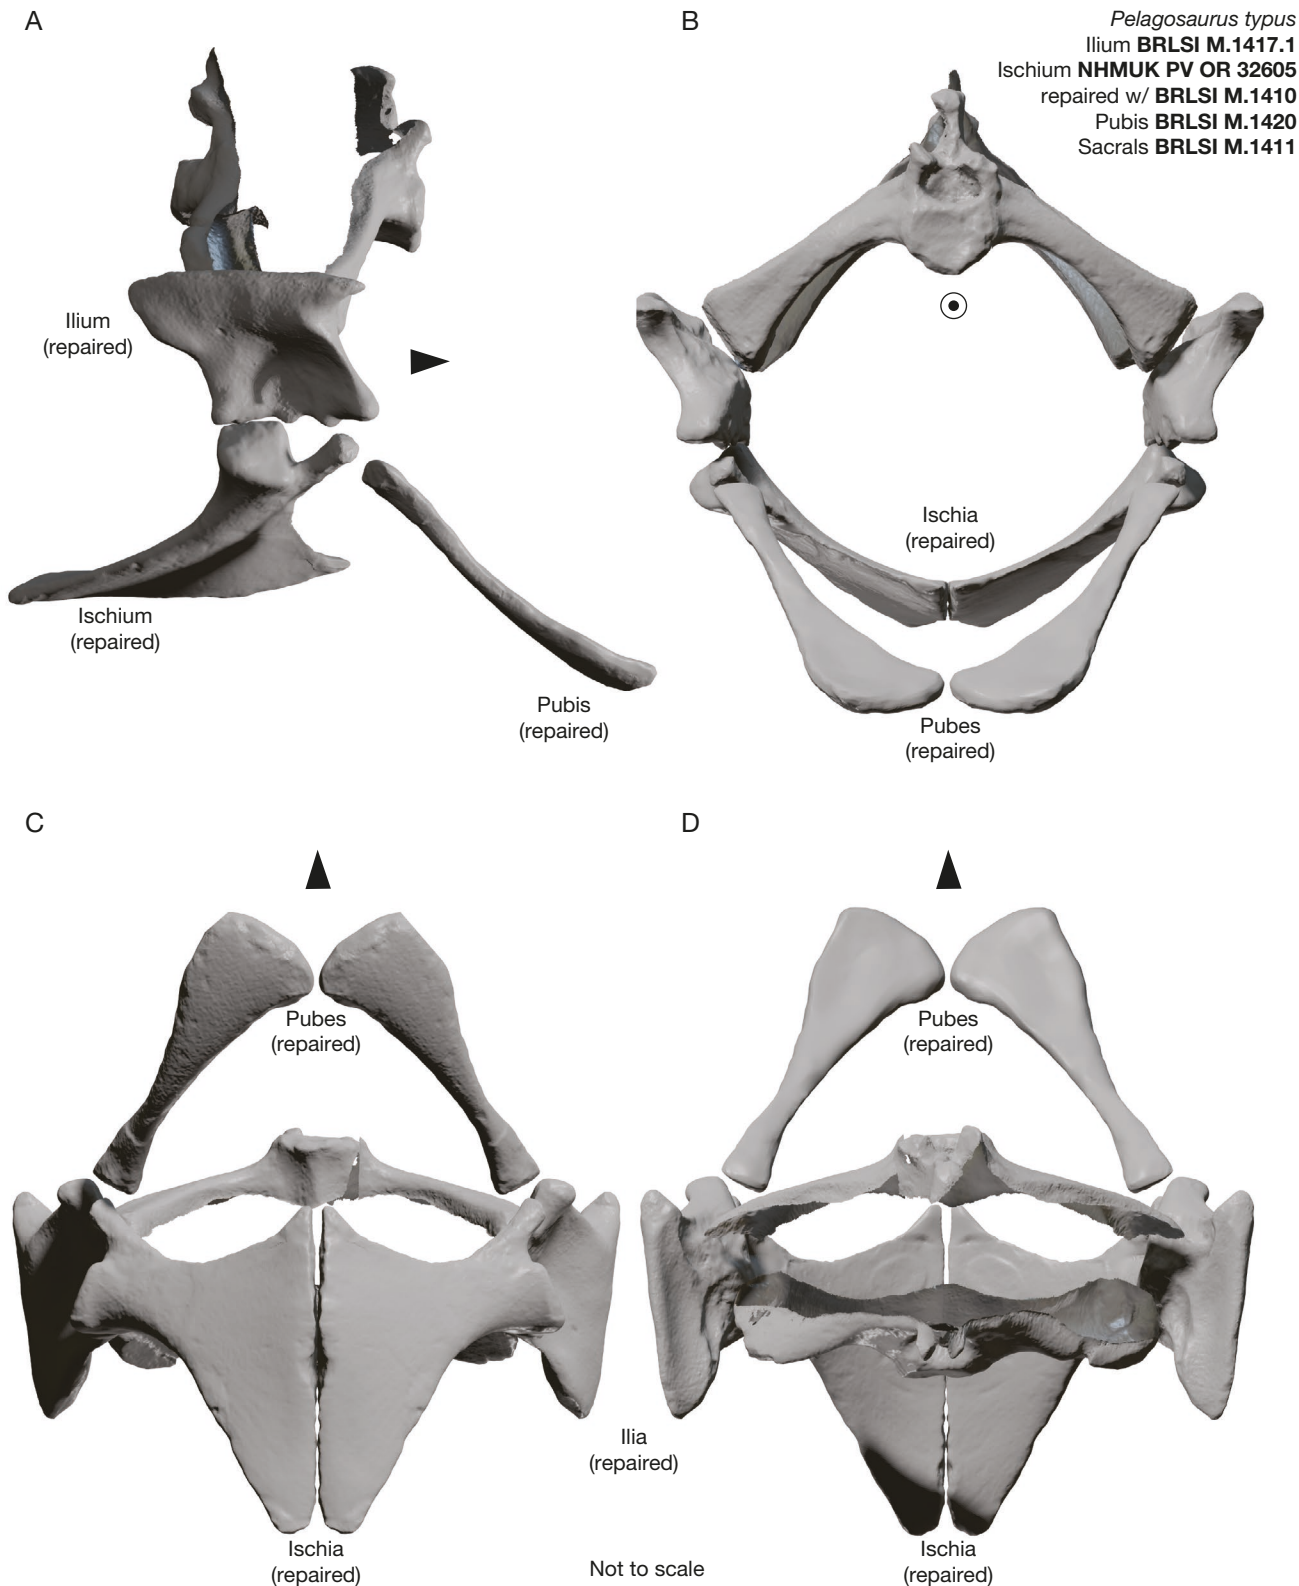 A
B
Pelagosaurus typus
Ilium BRLSI M.1417.1
Ischium NHMUK PV OR 32605
repaired w/ BRLSI M.1410
Pubis BRLSI M.1420
Sacrals BRLSI M.1411
Ilium
(repaired)
Ischium
(repaired)
Pubis
(repaired)
Ischia
(repaired)
Pubes
(repaired)
C
D
Pubes
(repaired)
Pubes
(repaired)
Ilia
(repaired)
Ischia
(repaired)
Not to scale
Ischia
(repaired)